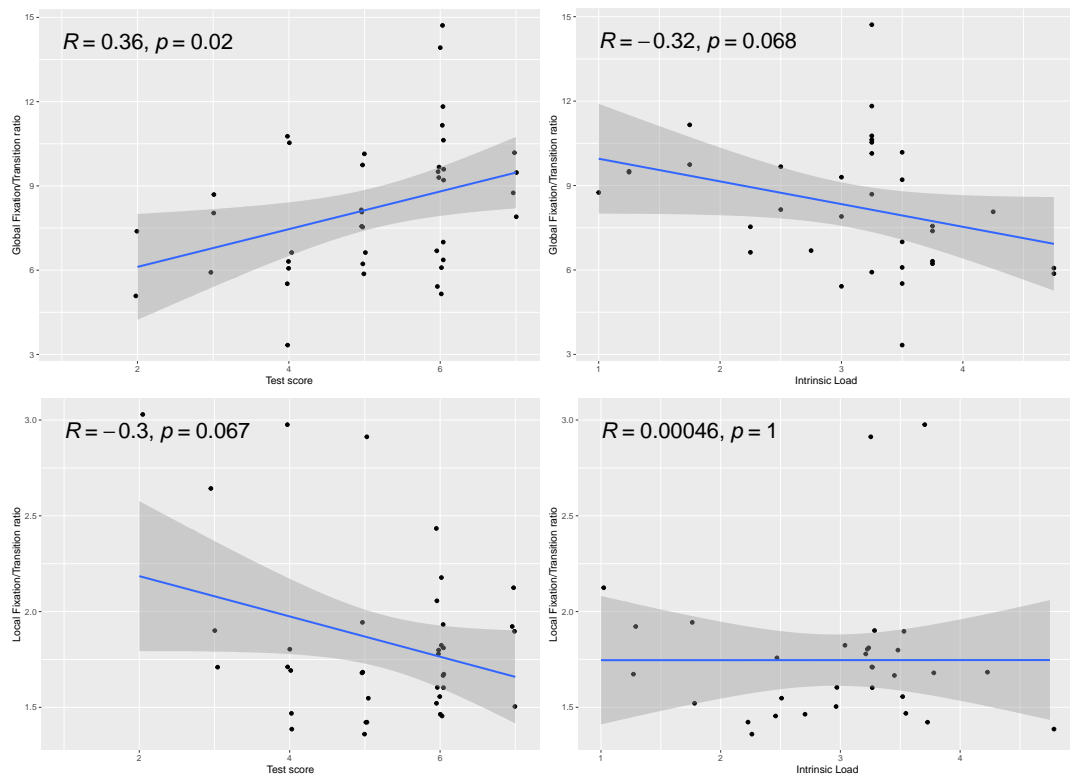 R = 0.36, p = 0.02
15
12
9
6
3
Global Fixation/Transition ratio
2
4
6
Test score
R = −0.32, p = 0.068
15
12
9
6
3
Global Fixation/Transition ratio
1
2
3
4
Intrinsic Load
R = −0.3, p = 0.067
3.0
2.5
2.0
1.5
Local Fixation/Transition ratio
2
4
6
Test score
R = 0.00046, p = 1
3.0
2.5
2.0
1.5
Local Fixation/Transition ratio
1
2
3
4
Intrinsic Load